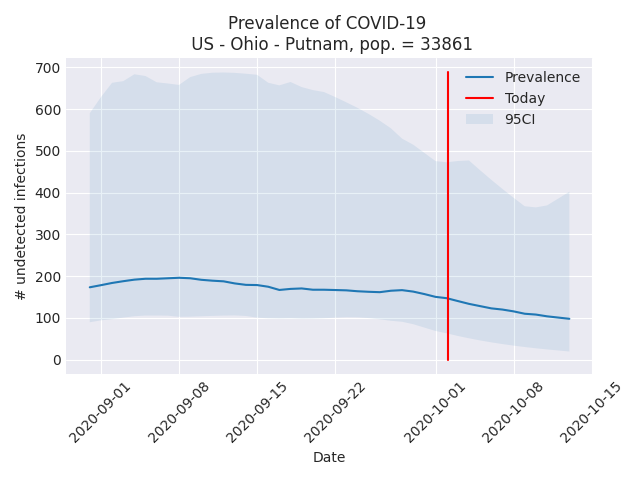 Prevalence of COVID-19
US - Ohio - Putnam, pop. = 33861
Prevalence
Today
95CI
700
600
500
400
300
200
100
0
# undetected infections
2020-09-01
2020-09-08
2020-09-15
2020-09-22
2020-10-01
2020-10-08
2020-10-15
Date